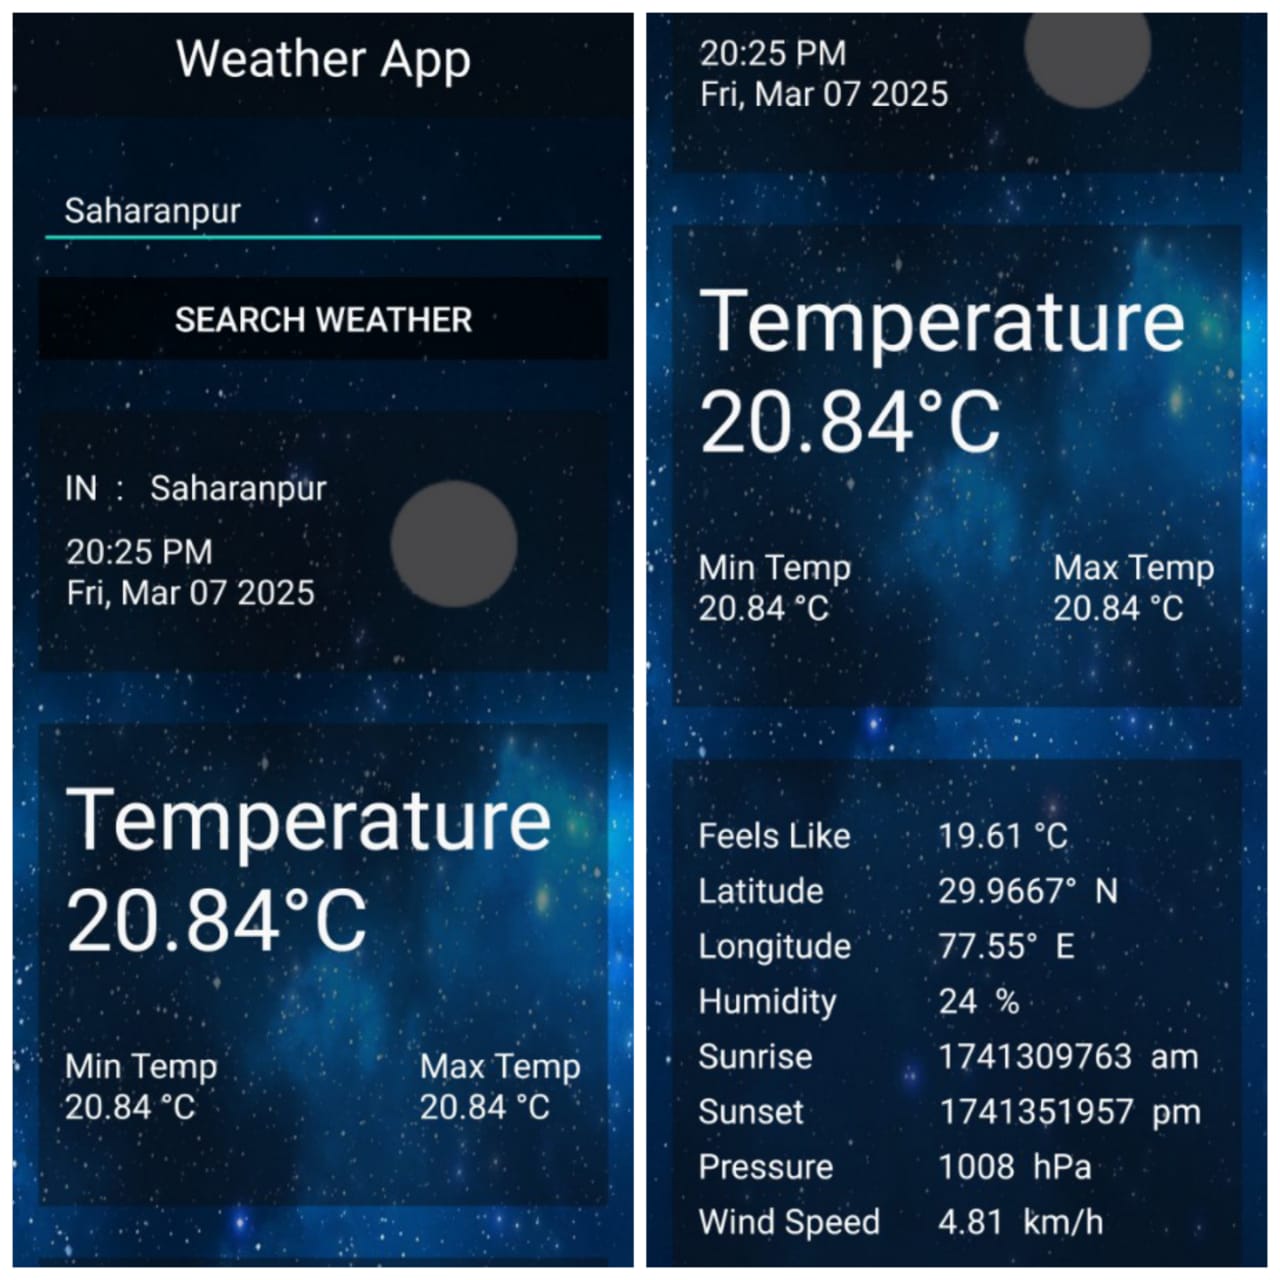 Weather App
Saharanpur
SEARCH WEATHER
IN : Saharanpur
20:25 PM
Fri, Mar 07 2025
Temperature
20.84°C
Min Temp Max Temp
20.84 °C 20.84 °C
20:25 PM
Fri, Mar 07 2025
Temperature
20.84°C
Min Temp Max Temp
20.84 °C 20.84 °C
Feels Like 19.61 °C
Latitude 29.9667° N
Longitude 77.55° E
Humidity 24 %
Sunrise 1741309763 am
Sunset 1741351957 pm
Pressure 1008 hPa
Wind Speed 4.81 km/h